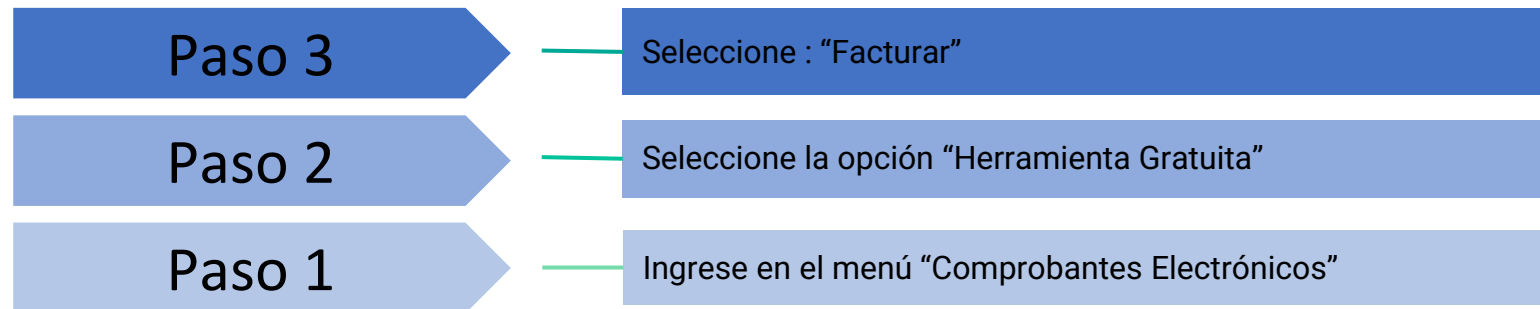 Paso 3
Seleccione : “Facturar”
Paso 2
Seleccione la opción “Herramienta Gratuita”
Paso 1
Ingrese en el menú “Comprobantes Electrónicos”